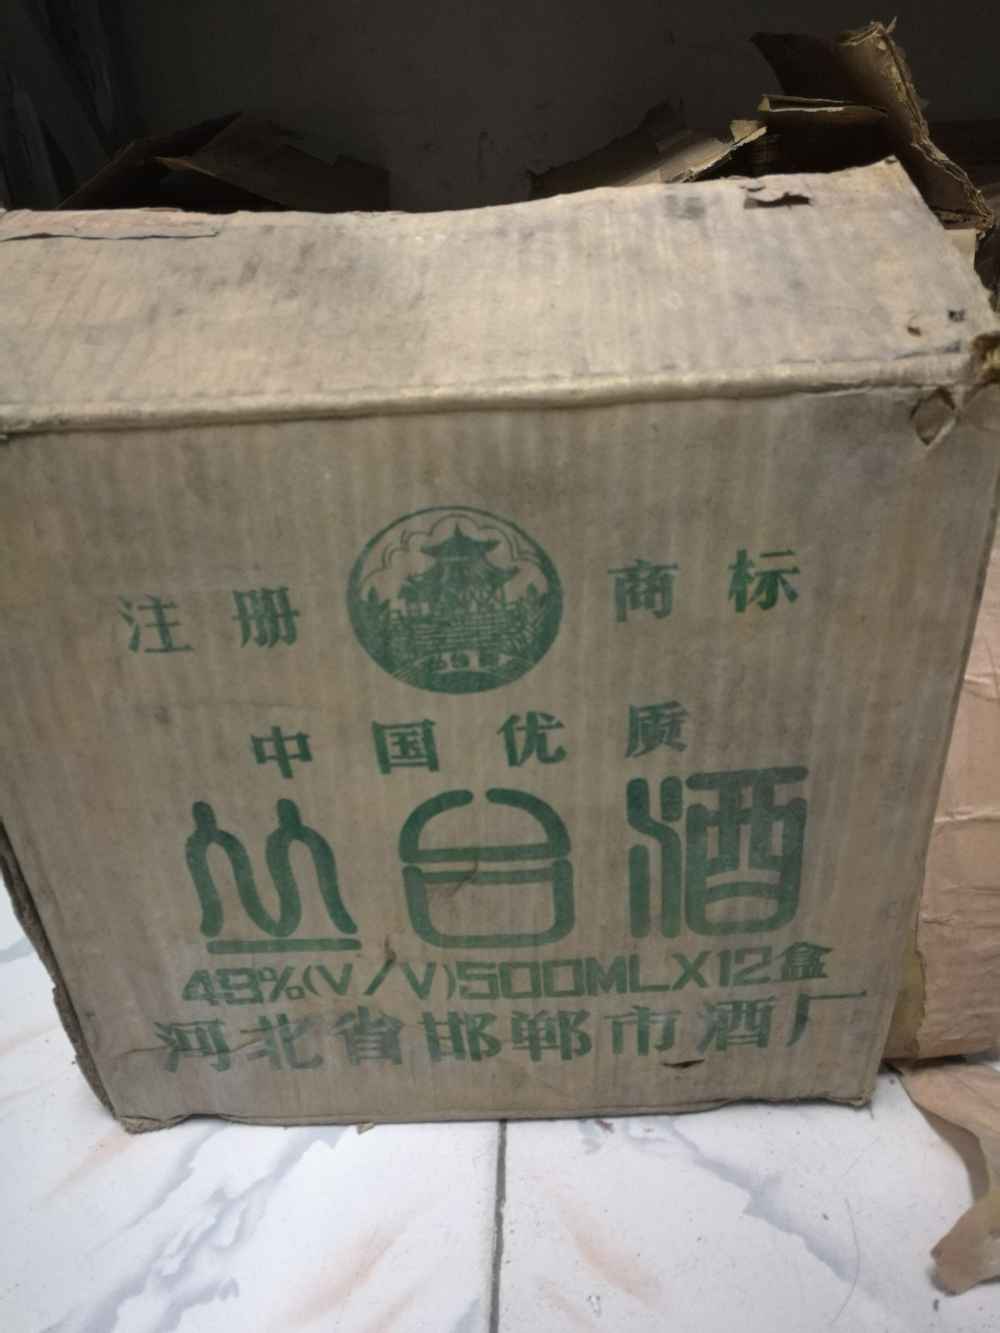 注册 商标
中国优质
丛台酒
49%(V/V)500MLX12盒
河北省邯郸市酒厂